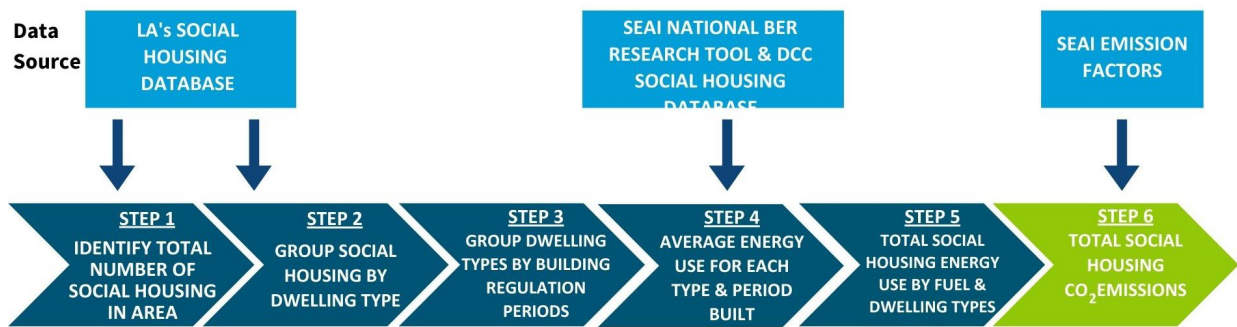 Data
Source
LA's SOCIAL
HOUSING
DATABASE
SEAI NATIONAL BER
RESEARCH TOOL & DCC
SOCIAL HOUSING
DATABASE
SEAI EMISSION
FACTORS
STEP 1
IDENTIFY TOTAL
NUMBER OF
SOCIAL HOUSING
IN AREA
STEP 2
GROUP SOCIAL
HOUSING BY
DWELLING TYPE
STEP 3
GROUP DWELLING
TYPES BY BUILDING
REGULATION
PERIODS
STEP 4
AVERAGE ENERGY
USE FOR EACH
TYPE & PERIOD
BUILT
STEP 5
TOTAL SOCIAL
HOUSING ENERGY
USE BY FUEL &
DWELLING TYPES
STEP 6
TOTAL SOCIAL
HOUSING
CO₂EMISSIONS